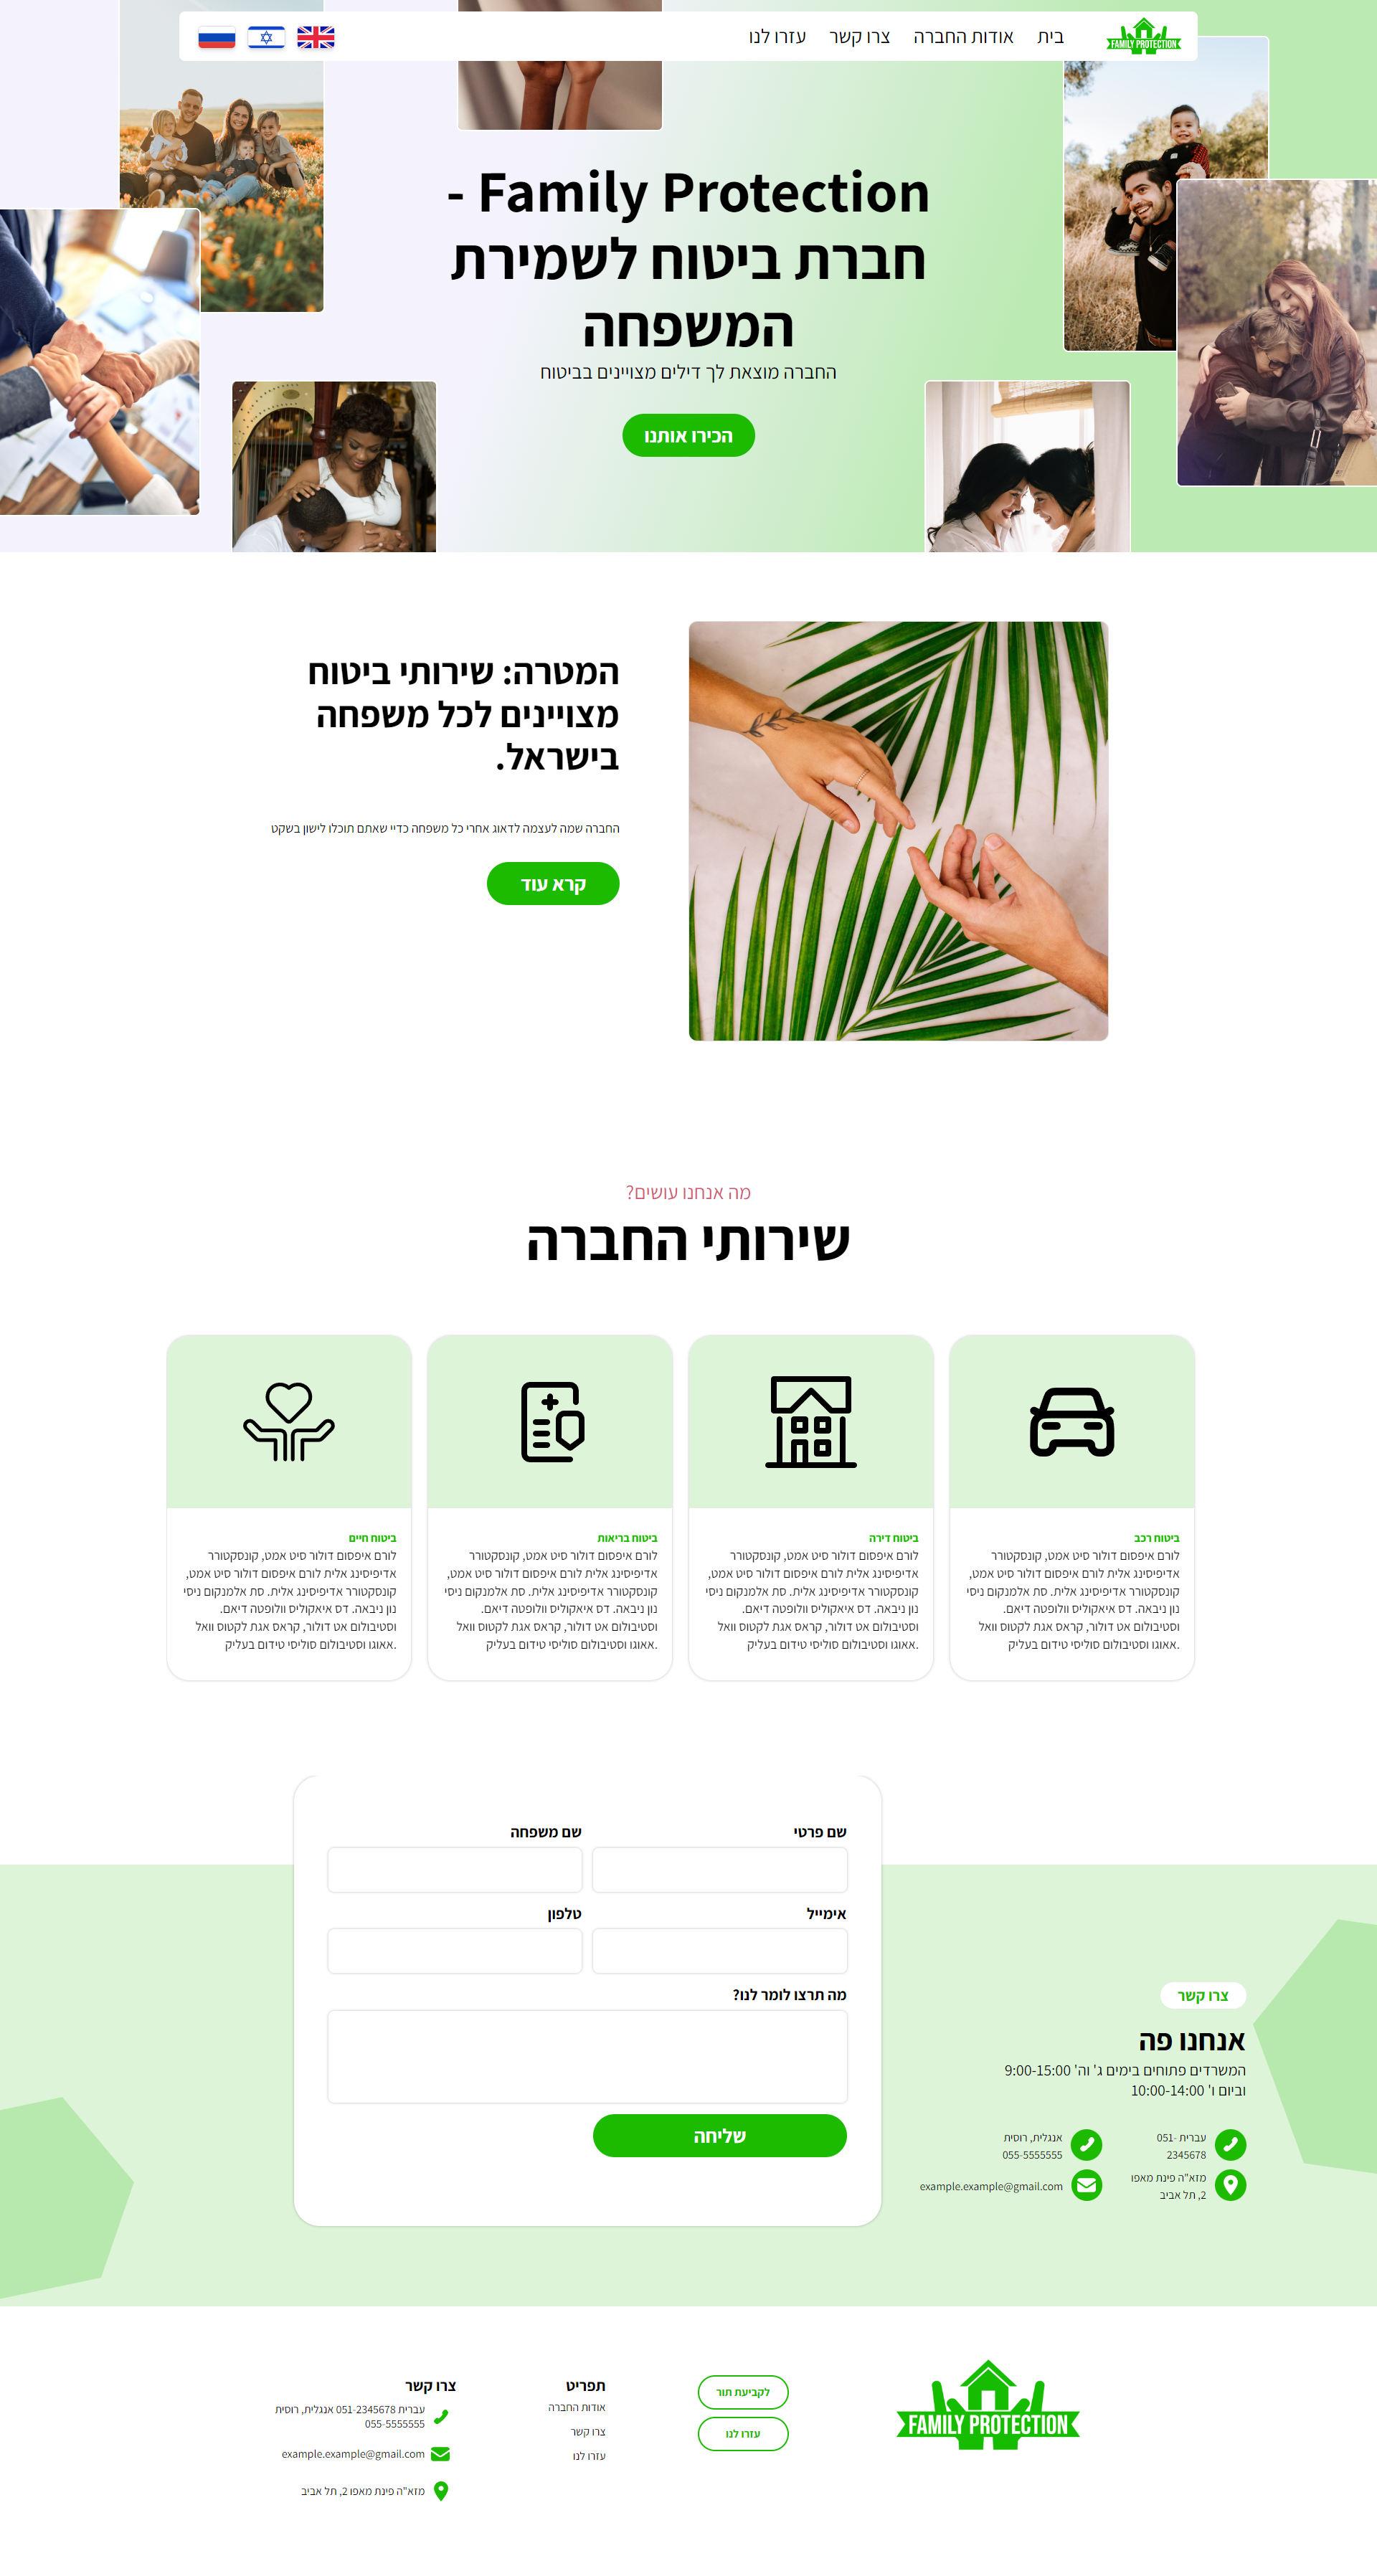 FAMILY PROTECTION
בית
אודות החברה
צרו קשר
עזרו לנו
Family Protection -
חברת ביטוח לשמירת
המשפחה
החברה מוצאת לך דילים מצויינים בביטוח
הכירו אותנו
המטרה: שירותי ביטוח
מצויינים לכל משפחה
בישראל.
החברה שמה לעצמה לדאוג אחרי כל משפחה כדיי שאתם תוכלו לישון בשקט
קרא עוד
מה אנחנו עושים?
שירותי החברה
ביטוח רכב
לורם איפסום דולור סיט אמט, קונסקטורר
אדיפיסינג אלית לורם איפסום דולור סיט אמט,
קונסקטורר אדיפיסינג אלית. סת אלמנקום ניסי
נון ניבאה. דס איאקוליס וולופטה דיאם.
וסטיבולום אט דולור, קראס אגת לקטוס וואל
אאוגו וסטיבולום סוליסי טידום בעליק.
ביטוח דירה
לורם איפסום דולור סיט אמט, קונסקטורר
אדיפיסינג אלית לורם איפסום דולור סיט אמט,
קונסקטורר אדיפיסינג אלית. סת אלמנקום ניסי
נון ניבאה. דס איאקוליס וולופטה דיאם.
וסטיבולום אט דולור, קראס אגת לקטוס וואל
אאוגו וסטיבולום סוליסי טידום בעליק.
ביטוח בריאות
לורם איפסום דולור סיט אמט, קונסקטורר
אדיפיסינג אלית לורם איפסום דולור סיט אמט,
קונסקטורר אדיפיסינג אלית. סת אלמנקום ניסי
נון ניבאה. דס איאקוליס וולופטה דיאם.
וסטיבולום אט דולור, קראס אגת לקטוס וואל
אאוגו וסטיבולום סוליסי טידום בעליק.
ביטוח חיים
לורם איפסום דולור סיט אמט, קונסקטורר
אדיפיסינג אלית לורם איפסום דולור סיט אמט,
קונסקטורר אדיפיסינג אלית. סת אלמנקום ניסי
נון ניבאה. דס איאקוליס וולופטה דיאם.
וסטיבולום אט דולור, קראס אגת לקטוס וואל
אאוגו וסטיבולום סוליסי טידום בעליק.
צרו קשר
אנחנו פה
המשרדים פתוחים בימים ג' וה' 9:00-15:00
וביום ו' 10:00-14:00
עברית 051-
2345678
אנגלית, רוסית
055-5555555
מזא"ה פינת מאפו
2, תל אביב
example.example@gmail.com
שם פרטי
שם משפחה
אימייל
טלפון
מה תרצו לומר לנו?
שליחה
FAMILY PROTECTION
לקביעת תור
עזרו לנו
תפריט
אודות החברה
צרו קשר
עזרו לנו
צרו קשר
עברית 051-2345678 אנגלית, רוסית
055-5555555
example.example@gmail.com
מזא"ה פינת מאפו 2, תל אביב